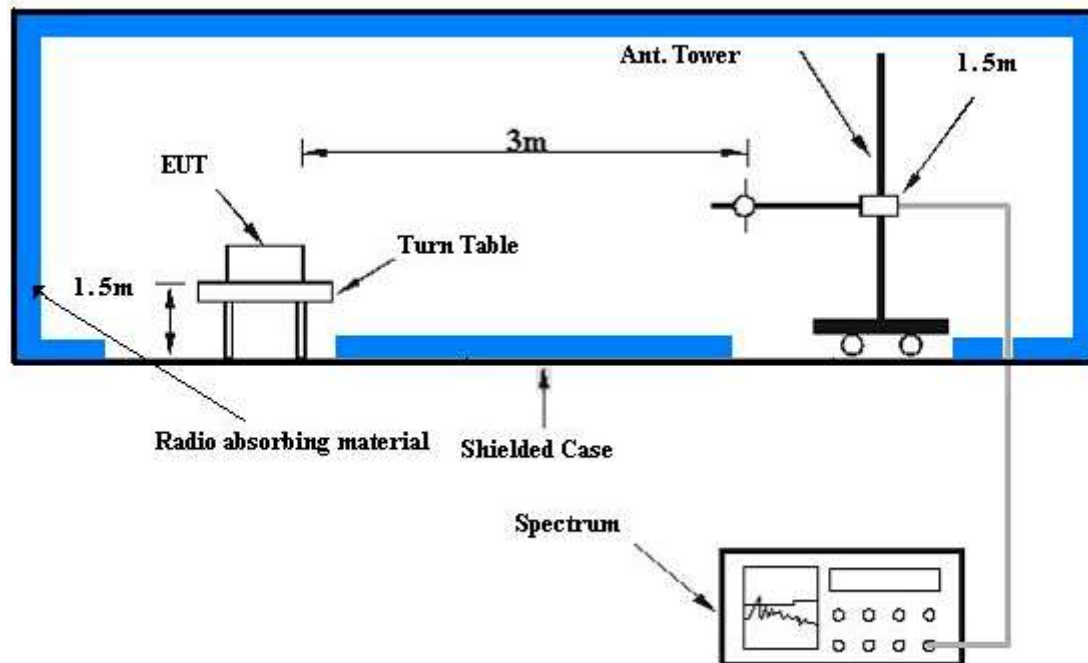 Ant. Tower
1.5m
3m
EUT
Turn Table
1.5m
Radio absorbing material
Shielded Case
Spectrum